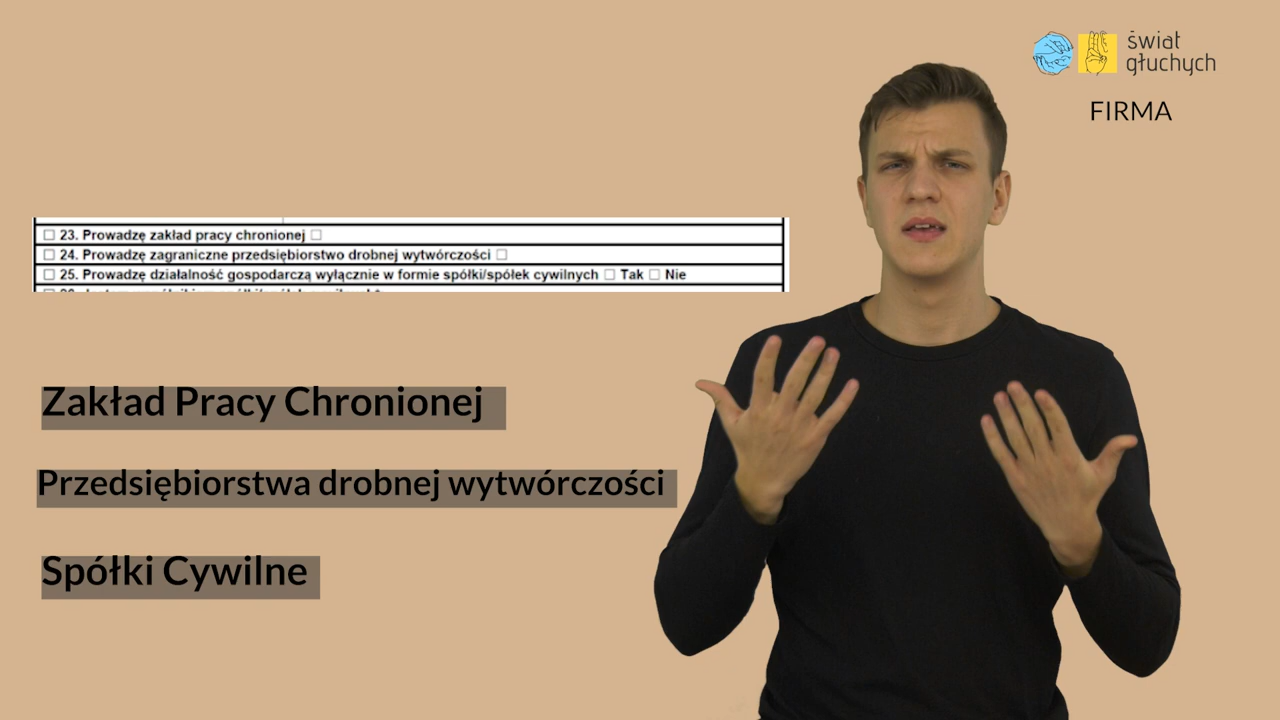 świat
głuchych
FIRMA
☐ 23. Prowadzę zakład pracy chronionej ☐
☐ 24. Prowadzę zagraniczne przedsiębiorstwo drobnej wytwórczości ☐
☐ 25. Prowadzę działalność gospodarczą wyłącznie w formie spółki/spółek cywilnych ☐ Tak ☐ Nie
Zakład Pracy Chronionej
Przedsiębiorstwa drobnej wytwórczości
Spółki Cywilne